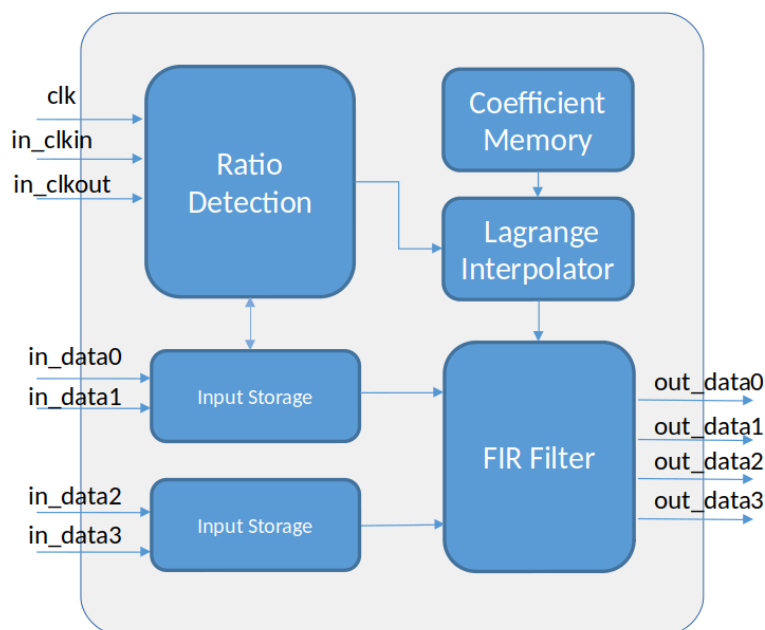 clk
in_clkin
in_clkout
Ratio
Detection
Coefficient
Memory
Lagrange
Interpolator
in_data0
in_data1
Input Storage
FIR Filter
out_data0
out_data1
out_data2
out_data3
in_data2
in_data3
Input Storage